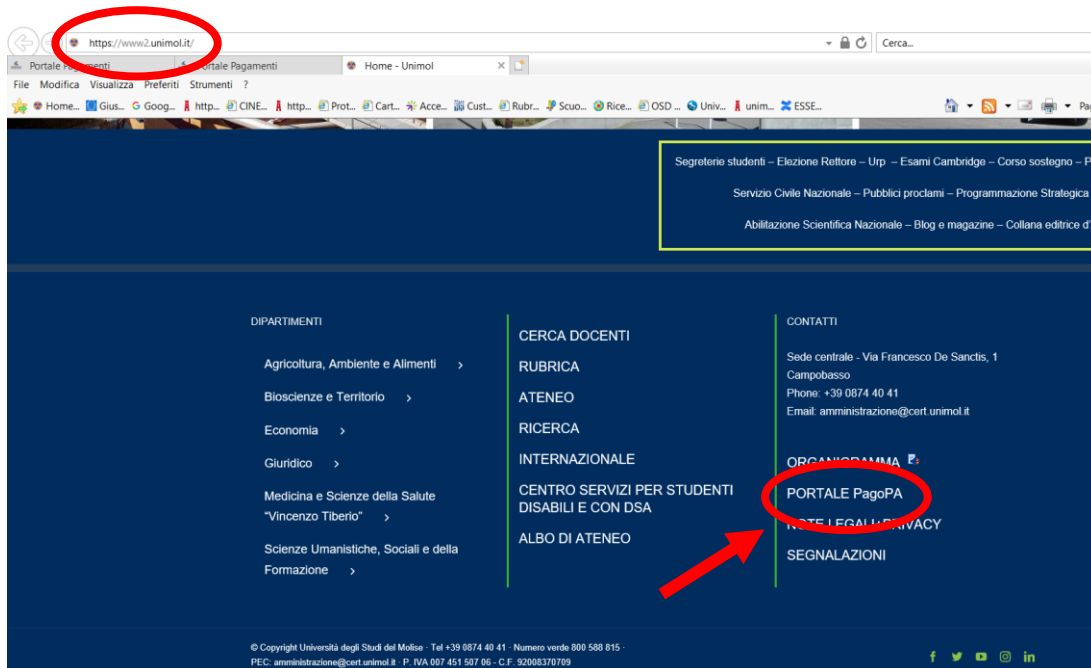 https://www2.unimol.it/
Cerca...
Portale Pagamenti
Portale Pagamenti
Home - Unimol
File Modifica Visualizza Preferiti Strumenti ?
Home... Gius... Goog... http... CINE... http... Prot... Cart... Acce... Cust... Rubr... Scuo... Rice... OSD ... Univ... unim... ESSE...
Segreterie studenti – Elezione Rettore – Urp – Esami Cambridge – Corso sostegno – P
Servizio Civile Nazionale – Pubblici proclami – Programmazione Strategica
Abilitazione Scientifica Nazionale – Blog e magazine – Collana editrice d'
DIPARTIMENTI
Agricoltura, Ambiente e Alimenti >
Bioscienze e Territorio >
Economia >
Giuridico >
Medicina e Scienze della Salute
"Vincenzo Tiberio" >
Scienze Umanistiche, Sociali e della
Formazione >
CERCA DOCENTI
RUBRICA
ATENEO
RICERCA
INTERNAZIONALE
CENTRO SERVIZI PER STUDENTI
DISABILI E CON DSA
ALBO DI ATENEO
CONTATTI
Sede centrale - Via Francesco De Sanctis, 1
Campobasso
Phone: +39 0874 40 41
Email: amministrazione@cert.unimol.it
ORGANIGRAMMA
PORTALE PagoPA
NOTE LEGALI+PRIVACY
SEGNALAZIONI
© Copyright Università degli Studi del Molise · Tel +39 0874 40 41 · Numero verde 800 588 815 ·
PEC: amministrazione@cert.unimol.it · P. IVA 007 451 507 06 - C.F. 92008370709